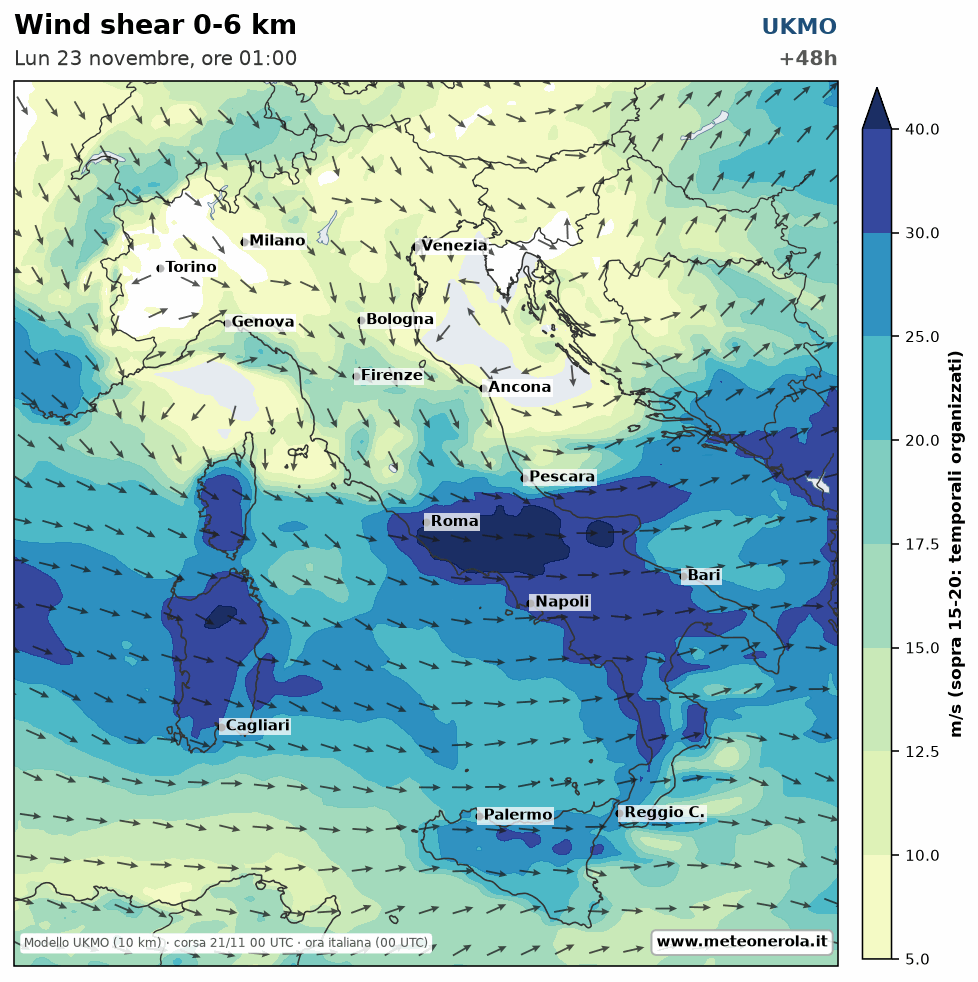 Wind shear 0-6 km
UKMO
Lun 23 novembre, ore 01:00
+48h
Milano
Venezia
Torino
Genova
Bologna
Firenze
Ancona
Pescara
Roma
Bari
Napoli
Cagliari
Palermo
Reggio C.
40.0
30.0
25.0
20.0
17.5
15.0
12.5
10.0
5.0
m/s (sopra 15-20: temporali organizzati)
Modello UKMO (10 km) · corsa 21/11 00 UTC · ora italiana (00 UTC)
www.meteonerola.it